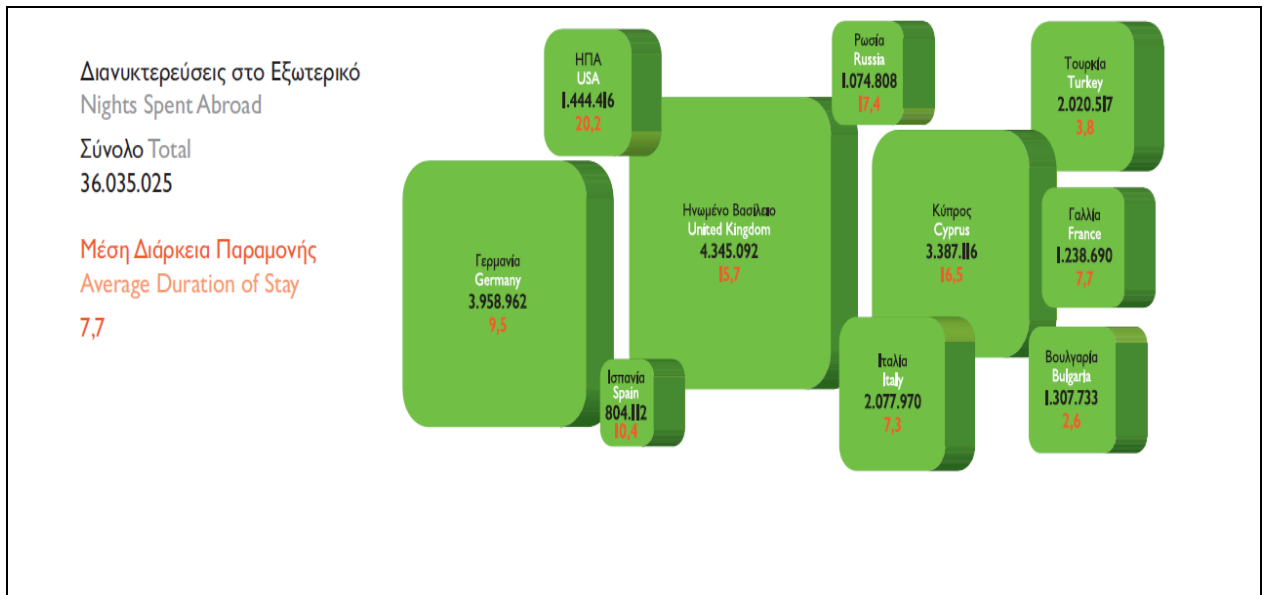 Διανυκτερεύσεις στο Εξωτερικό
Nights Spent Abroad
Σύνολο Total
36.035.025
Μέση Διάρκεια Παραμονής
Average Duration of Stay
7,7
ΗΠΑ
USA
1.444.416
20,2
Ρωσία
Russia
1.074.808
17,4
Τουρκία
Turkey
2.020.517
3,8
Γερμανία
Germany
3.958.962
9,5
Ηνωμένο Βασίλειο
United Kingdom
4.345.092
15,7
Κύπρος
Cyprus
3.387.116
16,5
Γαλλία
France
1.238.690
7,7
Ισπανία
Spain
804.112
10,4
Ιταλία
Italy
2.077.970
7,3
Βουλγαρία
Bulgaria
1.307.733
2,6